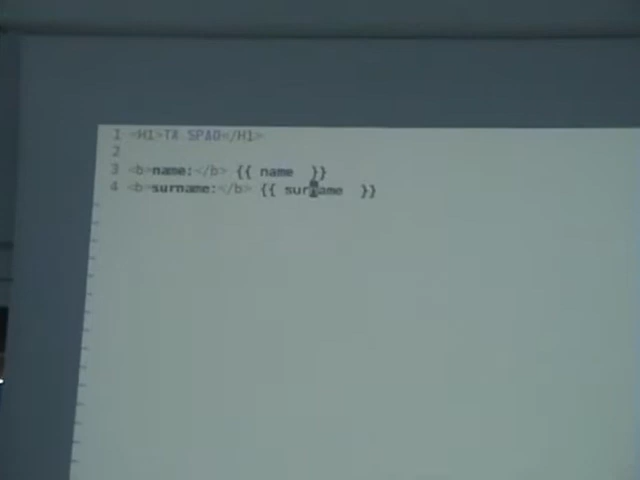 1 <H1>TX SPAO</H1>
2
3 <b>name:</b> {{ name  }}
4 <b>surname:</b> {{ surname  }}